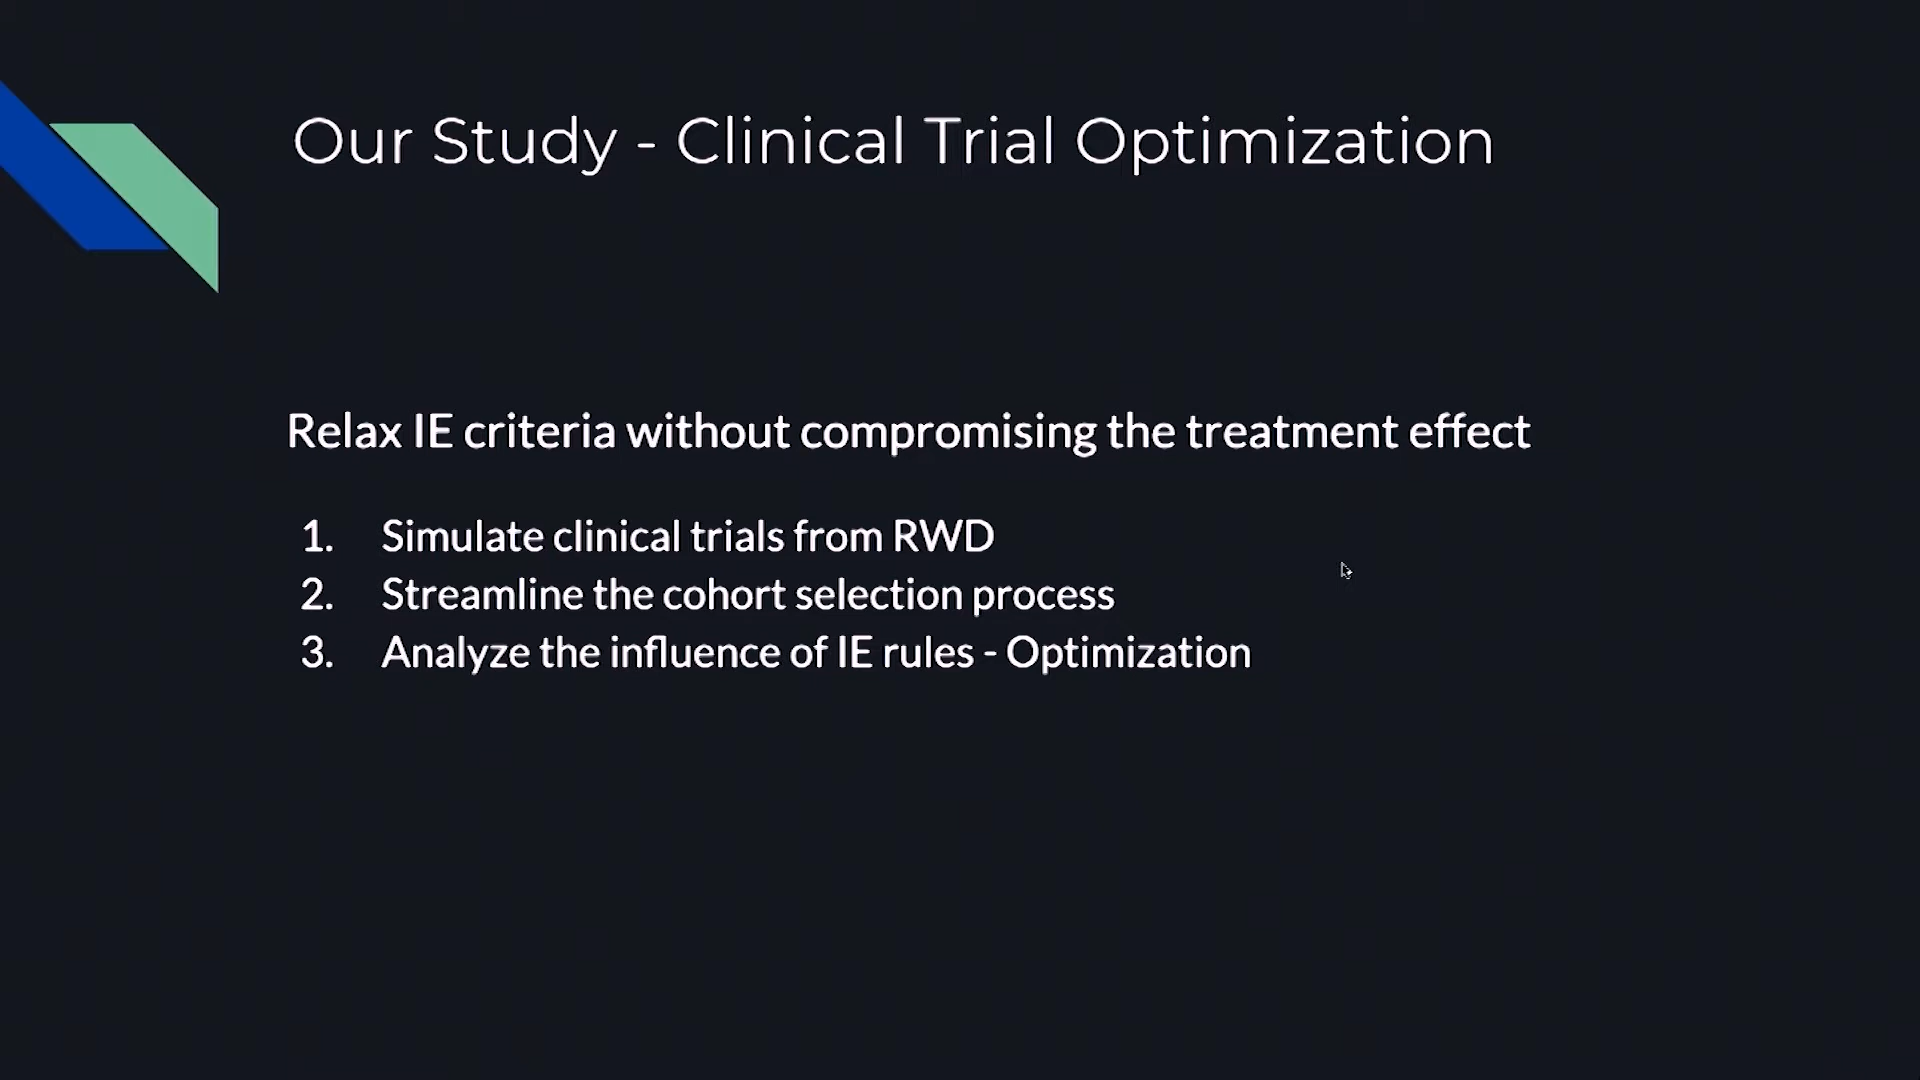 Our Study - Clinical Trial Optimization
Relax IE criteria without compromising the treatment effect
1. Simulate clinical trials from RWD
2. Streamline the cohort selection process
3. Analyze the influence of IE rules - Optimization